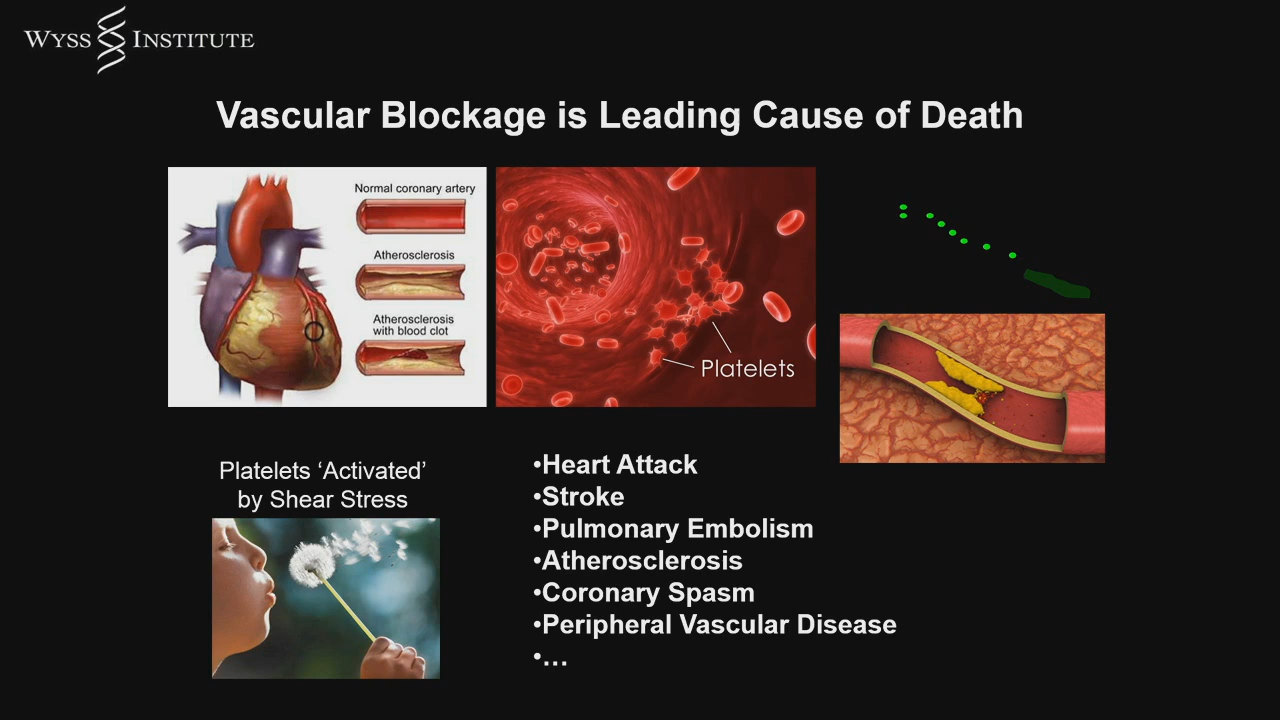 WYSS INSTITUTE
Vascular Blockage is Leading Cause of Death
Normal coronary artery
Atherosclerosis
Atherosclerosis
with blood clot
Platelets
Platelets ‘Activated’
by Shear Stress
•Heart Attack
•Stroke
•Pulmonary Embolism
•Atherosclerosis
•Coronary Spasm
•Peripheral Vascular Disease
•...